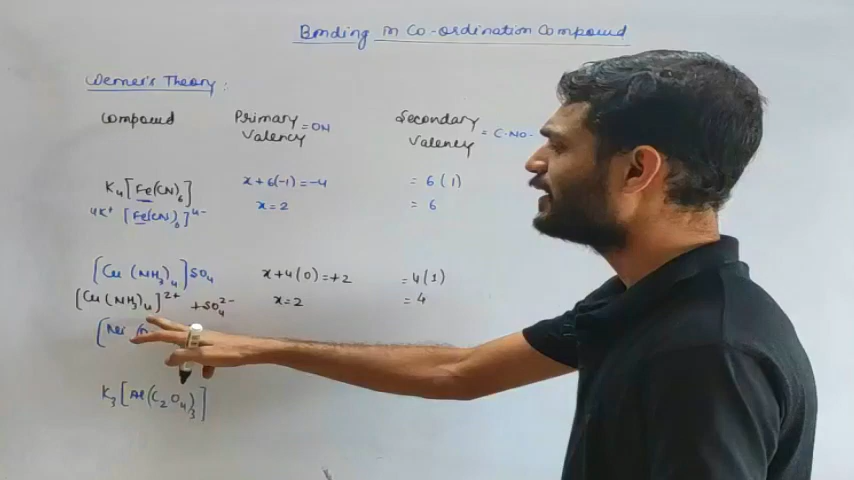 Bonding in Co-ordination Compound
Werner's Theory :
Compound Primary Valency = ON Secondary Valency = C.NO.
K₄[Fe(CN)₆] x+6(-1)=-4 = 6(1)
4K⁺ [Fe(CN)₆]⁴⁻ x=2 = 6
[Cu(NH₃)₄]SO₄ x+4(0)=+2 =4(1)
[Cu(NH₃)₄]²⁺ +SO₄²⁻ x=2 =4
K₃[Al(C₂O₄)₃]